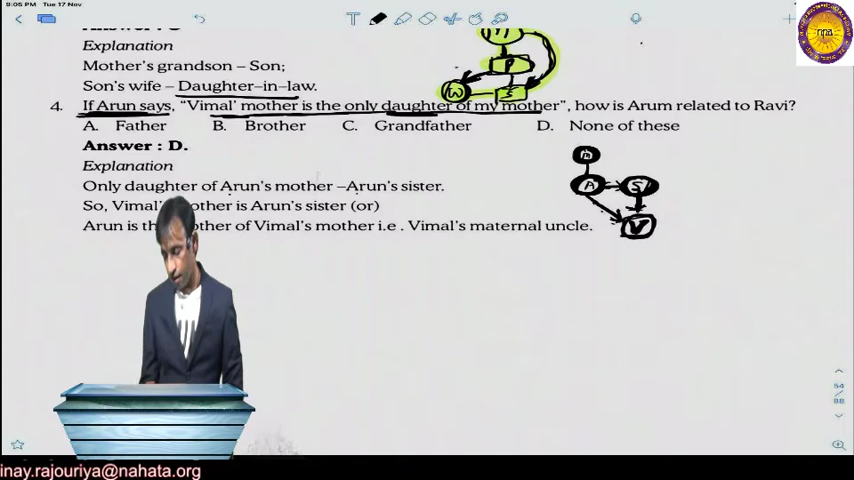 9:05 PM Tue 17 Nov
Explanation
Mother's grandson – Son;
Son's wife – Daughter–in–law.
m
P
W
S
4. If Arun says, “Vimal’ mother is the only daughter of my mother”, how is Arum related to Ravi?
A. Father B. Brother C. Grandfather D. None of these
Answer : D.
Explanation
Only daughter of Arun's mother –Arun's sister.
So, Vimal's mother is Arun's sister (or)
Arun is the of Vimal's mother i.e . Vimal's maternal uncle.
m
A
S
V
54
88
inay.rajouriya@nahata.org